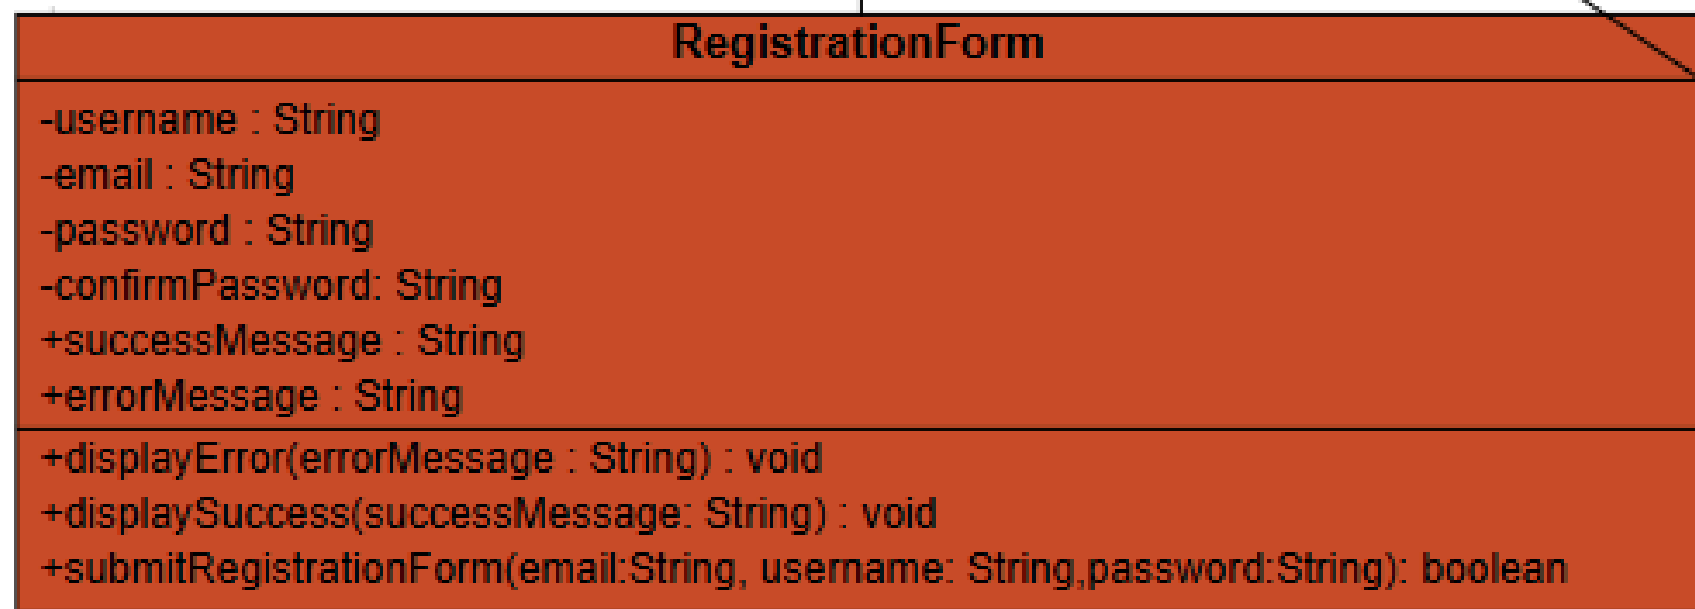 RegistrationForm
-username : String
-email : String
-password : String
-confirmPassword: String
+successMessage : String
+errorMessage : String
+displayError(errorMessage : String) : void
+displaySuccess(successMessage: String) : void
+submitRegistrationForm(email:String, username: String,password:String): boolean